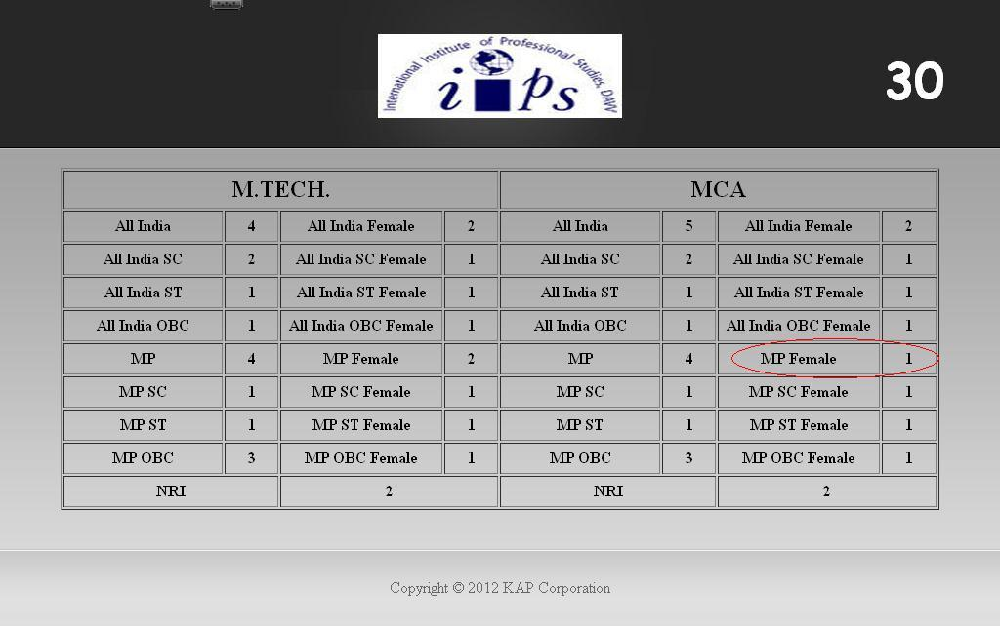 International Institute of Professional Studies, DAVV
ips
30
M.TECH. MCA
All India 4 All India Female 2 All India 5 All India Female 2
All India SC 2 All India SC Female 1 All India SC 2 All India SC Female 1
All India ST 1 All India ST Female 1 All India ST 1 All India ST Female 1
All India OBC 1 All India OBC Female 1 All India OBC 1 All India OBC Female 1
MP 4 MP Female 2 MP 4 MP Female 1
MP SC 1 MP SC Female 1 MP SC 1 MP SC Female 1
MP ST 1 MP ST Female 1 MP ST 1 MP ST Female 1
MP OBC 3 MP OBC Female 1 MP OBC 3 MP OBC Female 1
NRI 2 NRI 2
Copyright © 2012 KAP Corporation